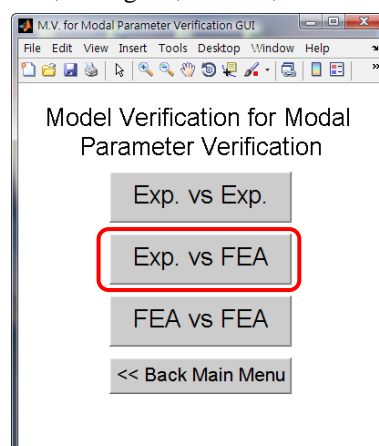 M.V. for Modal Parameter Verification GUI
File Edit View Insert Tools Desktop Window Help
Model Verification for Modal
Parameter Verification
Exp. vs Exp.
Exp. vs FEA
FEA vs FEA
<< Back Main Menu